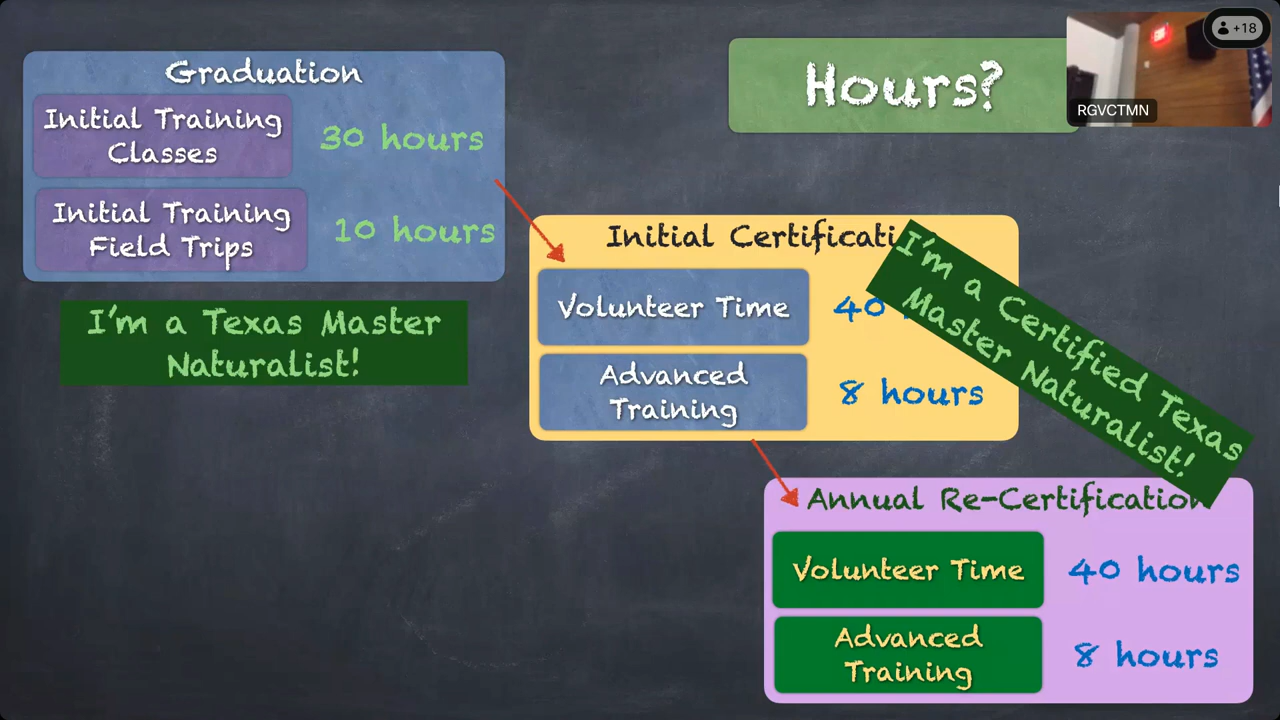 Graduation
Initial Training
Classes
30 hours
Initial Training
Field Trips
10 hours
I'm a Texas Master
Naturalist!
Hours?
+18
RGVCTMN
Initial Certificati
Volunteer Time
40
Advanced
Training
8 hours
I'm a Certified Texas
Master Naturalist!
Annual Re-Certification
Volunteer Time
40 hours
Advanced
Training
8 hours